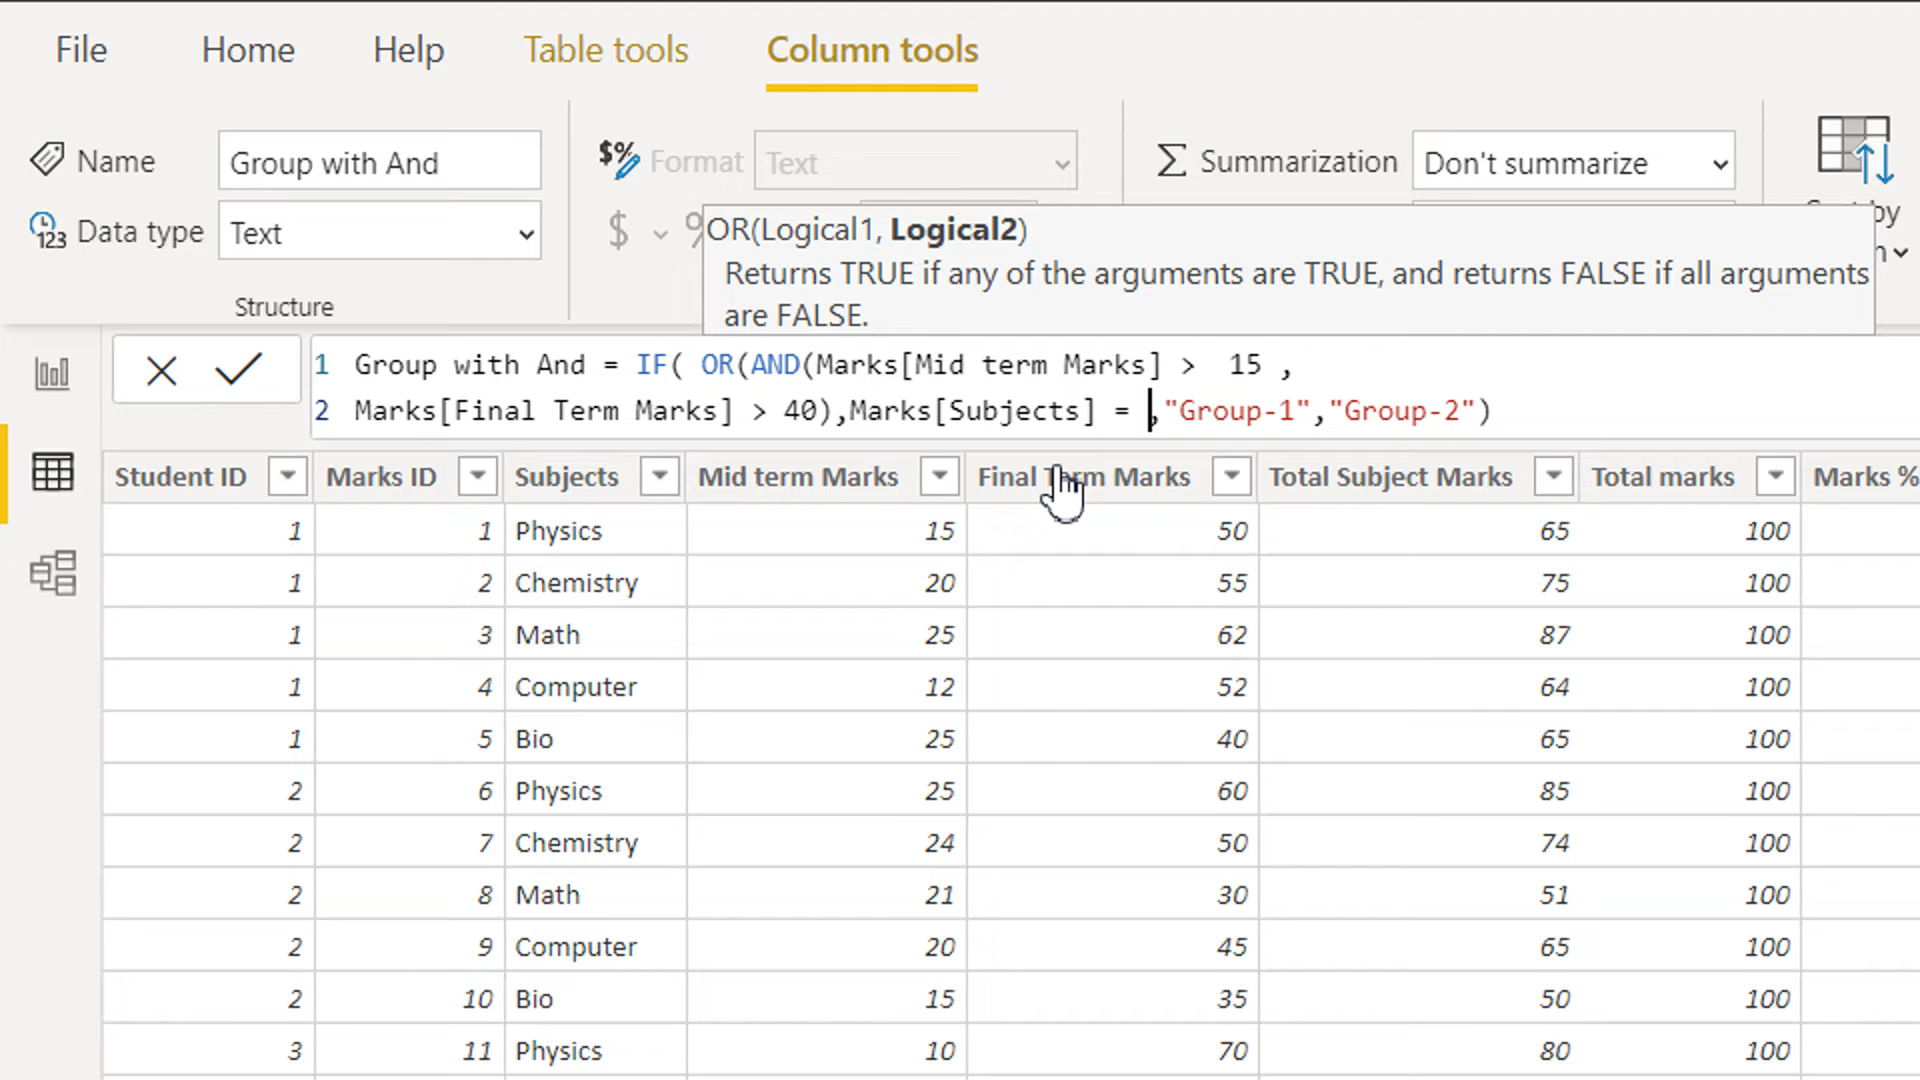 File Home Help Table tools Column tools
Name Group with And $% Format Text Σ Summarization Don't summarize
123 Data type Text $ % by
Structure
OR(Logical1, Logical2)
Returns TRUE if any of the arguments are TRUE, and returns FALSE if all arguments
are FALSE.
1 Group with And = IF( OR(AND(Marks[Mid term Marks] > 15 ,
2 Marks[Final Term Marks] > 40),Marks[Subjects] = ,"Group-1","Group-2")
Student ID Marks ID Subjects Mid term Marks Final Term Marks Total Subject Marks Total marks Marks %
1 1 Physics 15 50 65 100
1 2 Chemistry 20 55 75 100
1 3 Math 25 62 87 100
1 4 Computer 12 52 64 100
1 5 Bio 25 40 65 100
2 6 Physics 25 60 85 100
2 7 Chemistry 24 50 74 100
2 8 Math 21 30 51 100
2 9 Computer 20 45 65 100
2 10 Bio 15 35 50 100
3 11 Physics 10 70 80 100